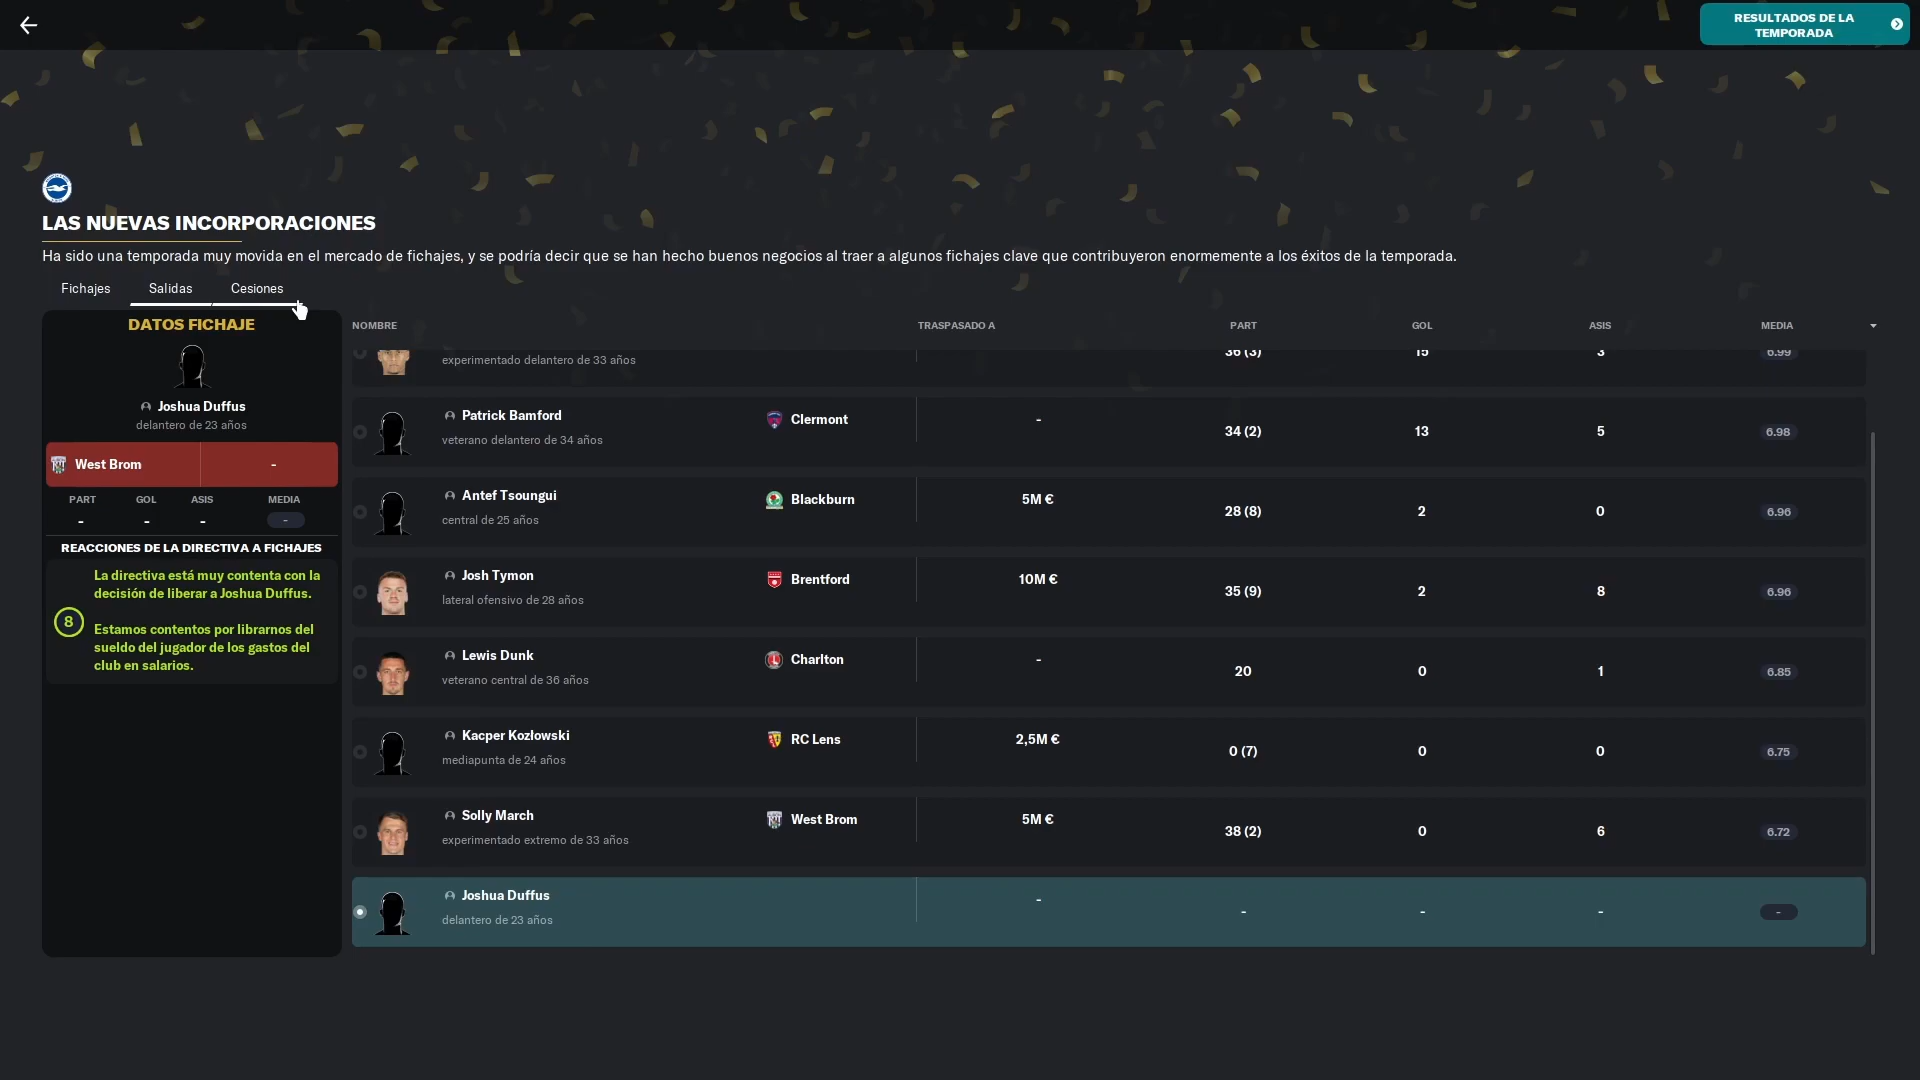 RESULTADOS DE LA
TEMPORADA
LAS NUEVAS INCORPORACIONES
Ha sido una temporada muy movida en el mercado de fichajes, y se podría decir que se han hecho buenos negocios al traer a algunos fichajes clave que contribuyeron enormemente a los éxitos de la temporada.
Fichajes Salidas Cesiones
DATOS FICHAJE
Joshua Duffus
delantero de 23 años
West Brom -
PART GOL ASIS MEDIA
- - - -
REACCIONES DE LA DIRECTIVA A FICHAJES
8
La directiva está muy contenta con la
decisión de liberar a Joshua Duffus.
Estamos contentos por librarnos del
sueldo del jugador de los gastos del
club en salarios.
NOMBRE TRASPASADO A PART GOL ASIS MEDIA
experimentado delantero de 33 años 36 (3) 15 3 6.99
Patrick Bamford Clermont - 34 (2) 13 5 6.98
veterano delantero de 34 años
Antef Tsoungui Blackburn 5M € 28 (8) 2 0 6.96
central de 25 años
Josh Tymon Brentford 10M € 35 (9) 2 8 6.96
lateral ofensivo de 28 años
Lewis Dunk Charlton - 20 0 1 6.85
veterano central de 36 años
Kacper Kozłowski RC Lens 2,5M € 0 (7) 0 0 6.75
mediapunta de 24 años
Solly March West Brom 5M € 38 (2) 0 6 6.72
experimentado extremo de 33 años
Joshua Duffus - - - - -
delantero de 23 años